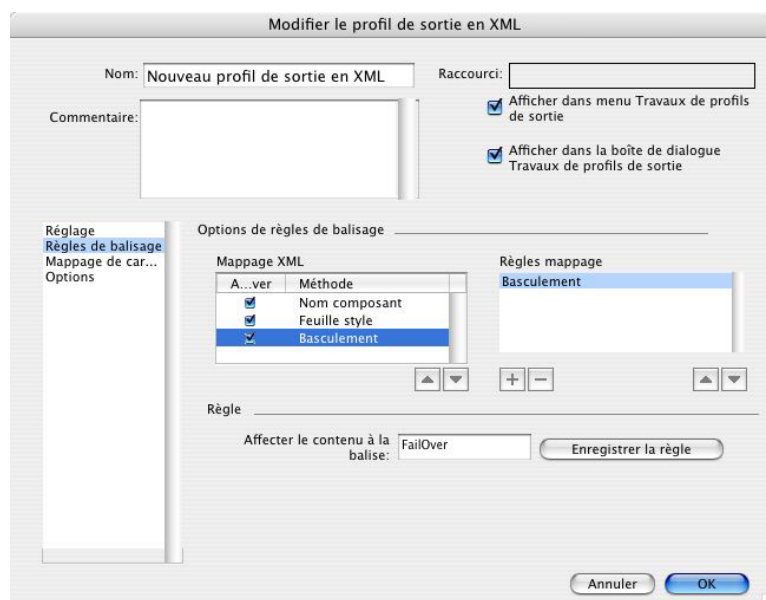 Modifier le profil de sortie en XML
Nom: Nouveau profil de sortie en XML
Raccourci:
Commentaire:
Afficher dans menu Travaux de profils
de sortie
Afficher dans la boîte de dialogue
Travaux de profils de sortie
Réglage
Règles de balisage
Mappage de car...
Options
Options de règles de balisage
Mappage XML
A...ver Méthode
Nom composant
Feuille style
Basculement
Règles mappage
Basculement
Règle
Affecter le contenu à la
balise:
FailOver
Enregistrer la règle
Annuler
OK